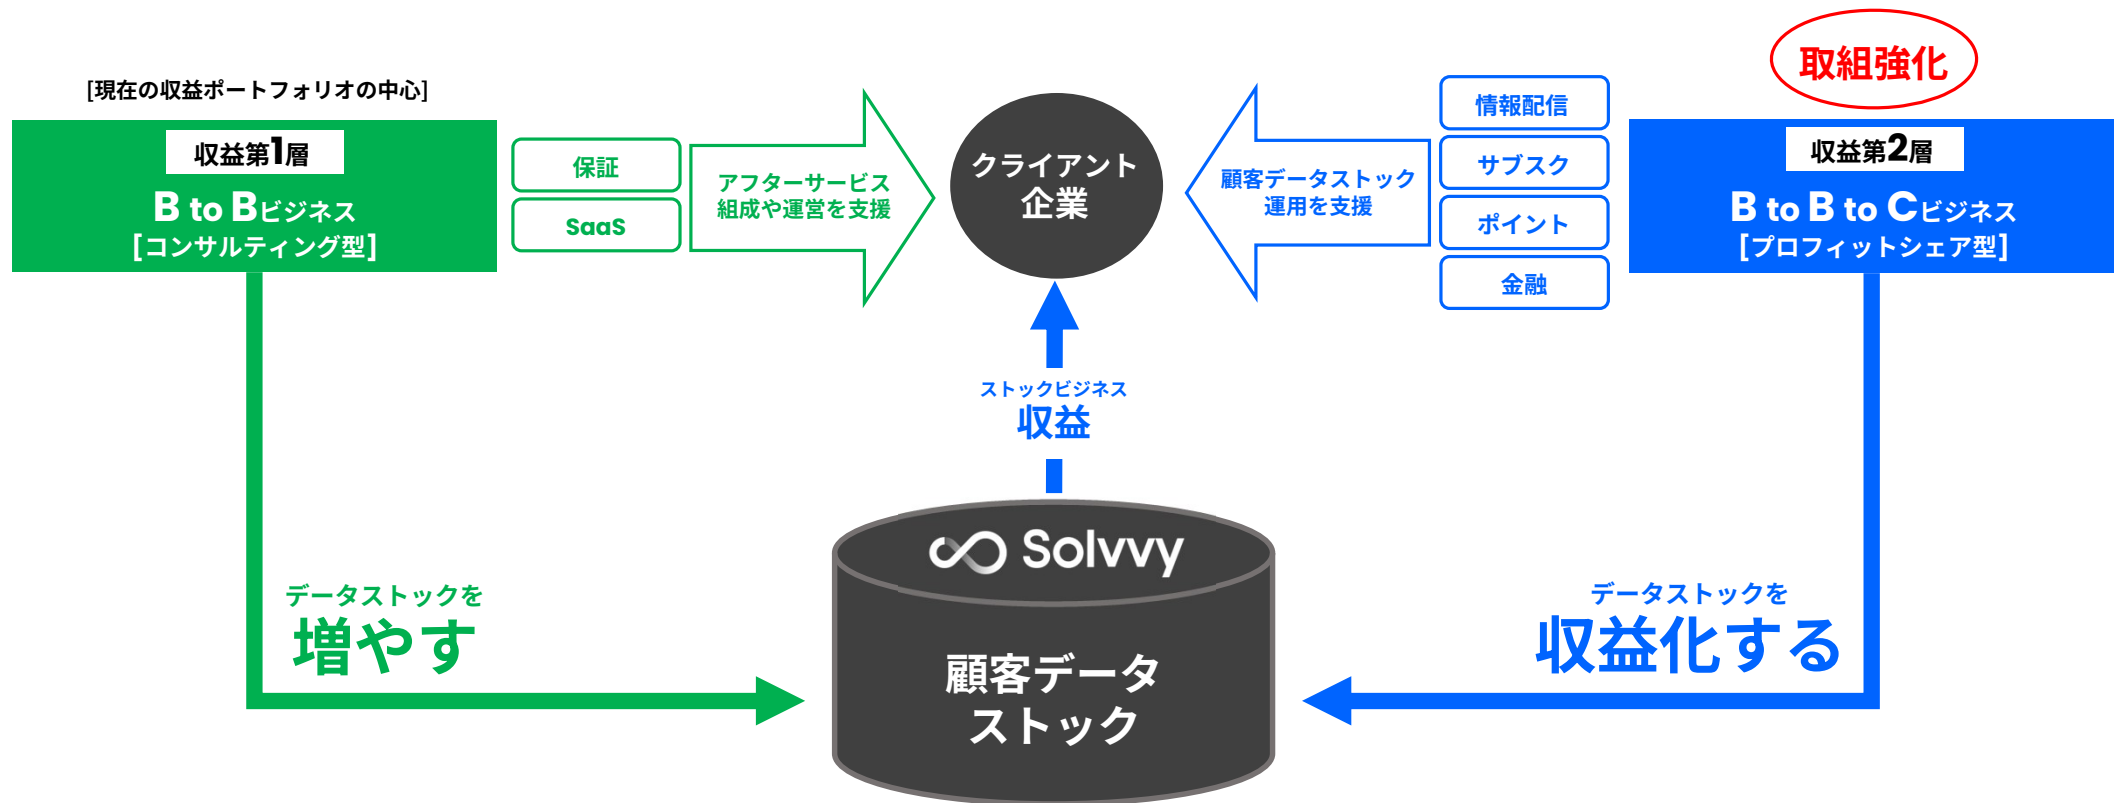 [現在の収益ポートフォリオの中心]
収益第1層
B to Bビジネス
[コンサルティング型]
保証
SaaS
アフターサービス
組成や運営を支援
クライアント
企業
顧客データストック
運用を支援
情報配信
サブスク
ポイント
金融
取組強化
収益第2層
B to B to Cビジネス
[プロフィットシェア型]
ストックビジネス
収益
データストックを
増やす
Solvvy
顧客データ
ストック
データストックを
収益化する